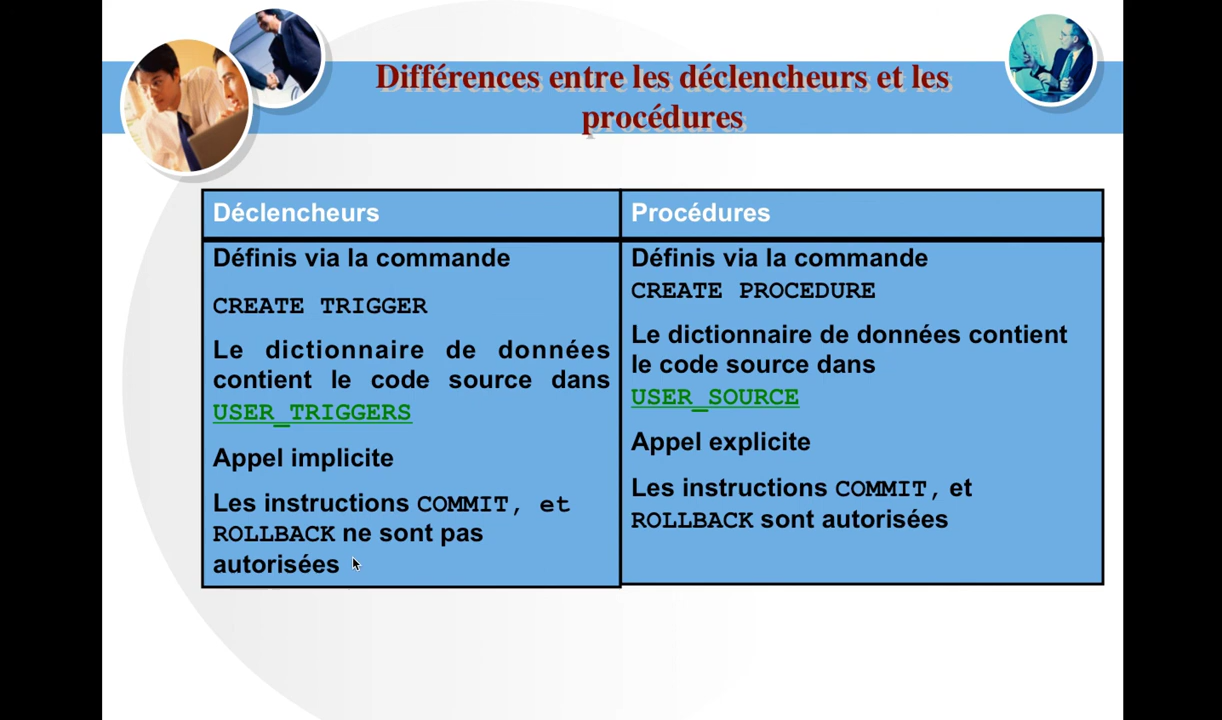 Différences entre les déclencheurs et les
procédures
Déclencheurs
Définis via la commande
CREATE TRIGGER
Le dictionnaire de données
contient le code source dans
USER_TRIGGERS
Appel implicite
Les instructions COMMIT, et
ROLLBACK ne sont pas
autorisées
Procédures
Définis via la commande
CREATE PROCEDURE
Le dictionnaire de données contient
le code source dans
USER_SOURCE
Appel explicite
Les instructions COMMIT, et
ROLLBACK sont autorisées